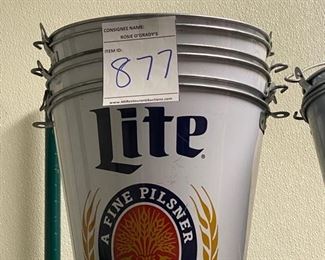 CONSIGNEE NAME:
ROSIE O'GRADY'S
ITEM ID:
877
Lite
A FINE PILSNER